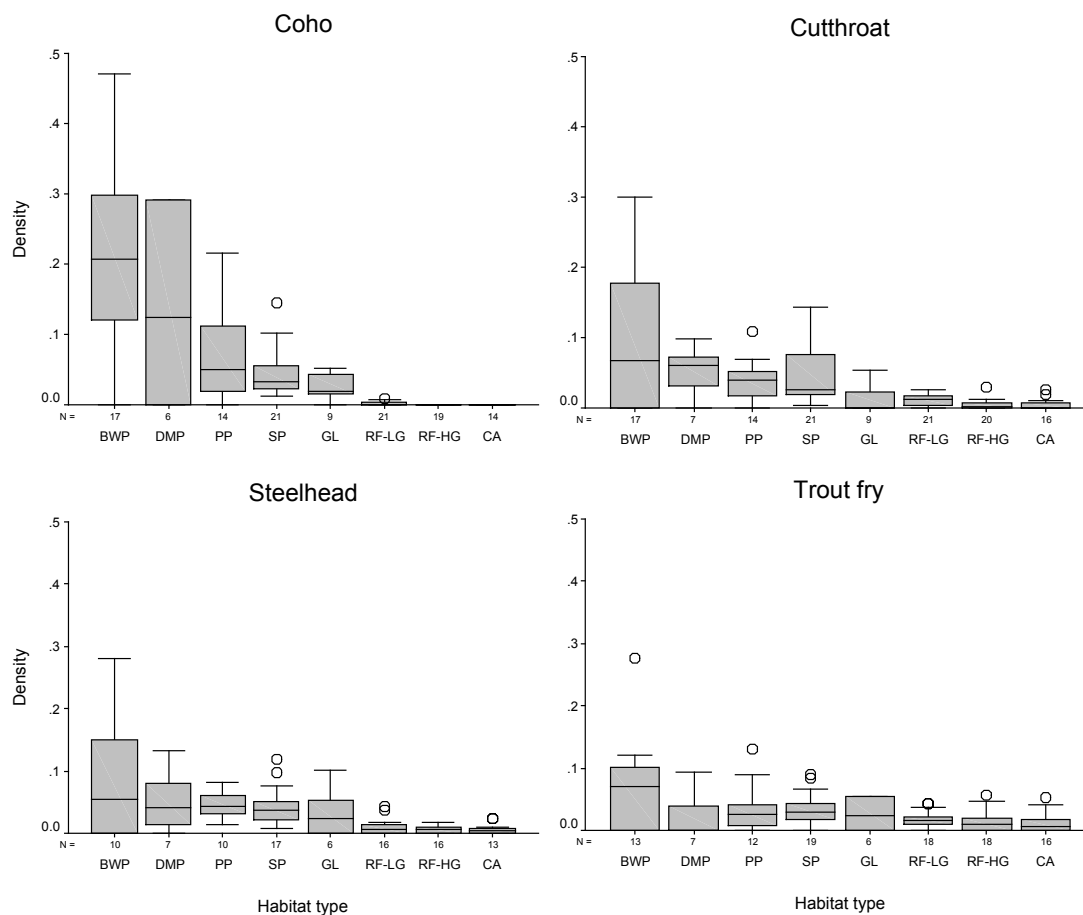 Coho
.5
.4
.3
.2
.1
0.0
Density
N = 17 6 14 21 9 21 19 14
BWP DMP PP SP GL RF-LG RF-HG CA
Cutthroat
.5
.4
.3
.2
.1
0.0
N = 17 7 14 21 9 21 20 16
BWP DMP PP SP GL RF-LG RF-HG CA
Steelhead
.5
.4
.3
.2
.1
0.0
Density
N = 10 7 10 17 6 16 16 13
BWP DMP PP SP GL RF-LG RF-HG CA
Habitat type
Trout fry
.5
.4
.3
.2
.1
0.0
N = 13 7 12 19 6 18 18 16
BWP DMP PP SP GL RF-LG RF-HG CA
Habitat type